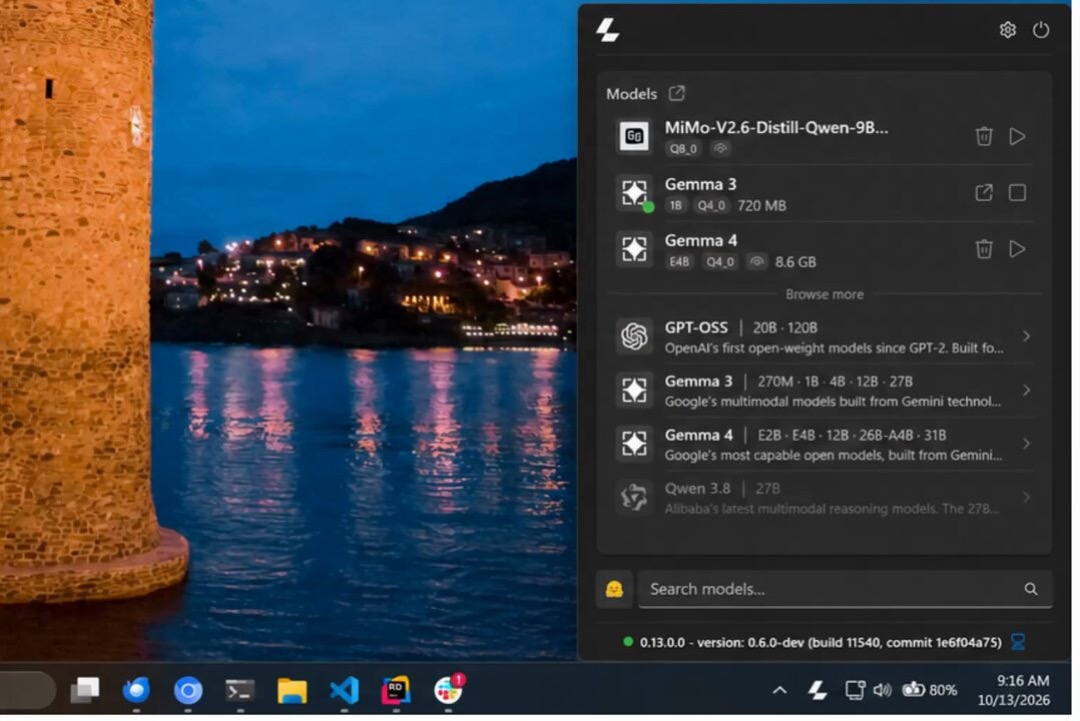 Models
MiMo-V2.6-Distill-Qwen-9B...
Q8_0
Gemma 3
1B Q4_0 720 MB
Gemma 4
E4B Q4_0 8.6 GB
Browse more
GPT-OSS | 20B · 120B
OpenAI's first open-weight models since GPT-2. Built fo...
Gemma 3 | 270M · 1B · 4B · 12B · 27B
Google's multimodal models built from Gemini technol...
Gemma 4 | E2B · E4B · 12B · 26B-A4B · 31B
Google's most capable open models, built from Gemini...
Qwen 3.8 | 27B
Alibaba's latest multimodal reasoning models. The 27B...
Search models...
0.13.0.0 - version: 0.6.0-dev (build 11540, commit 1e6f04a75)
RD
1
80%
9:16 AM
10/13/2026